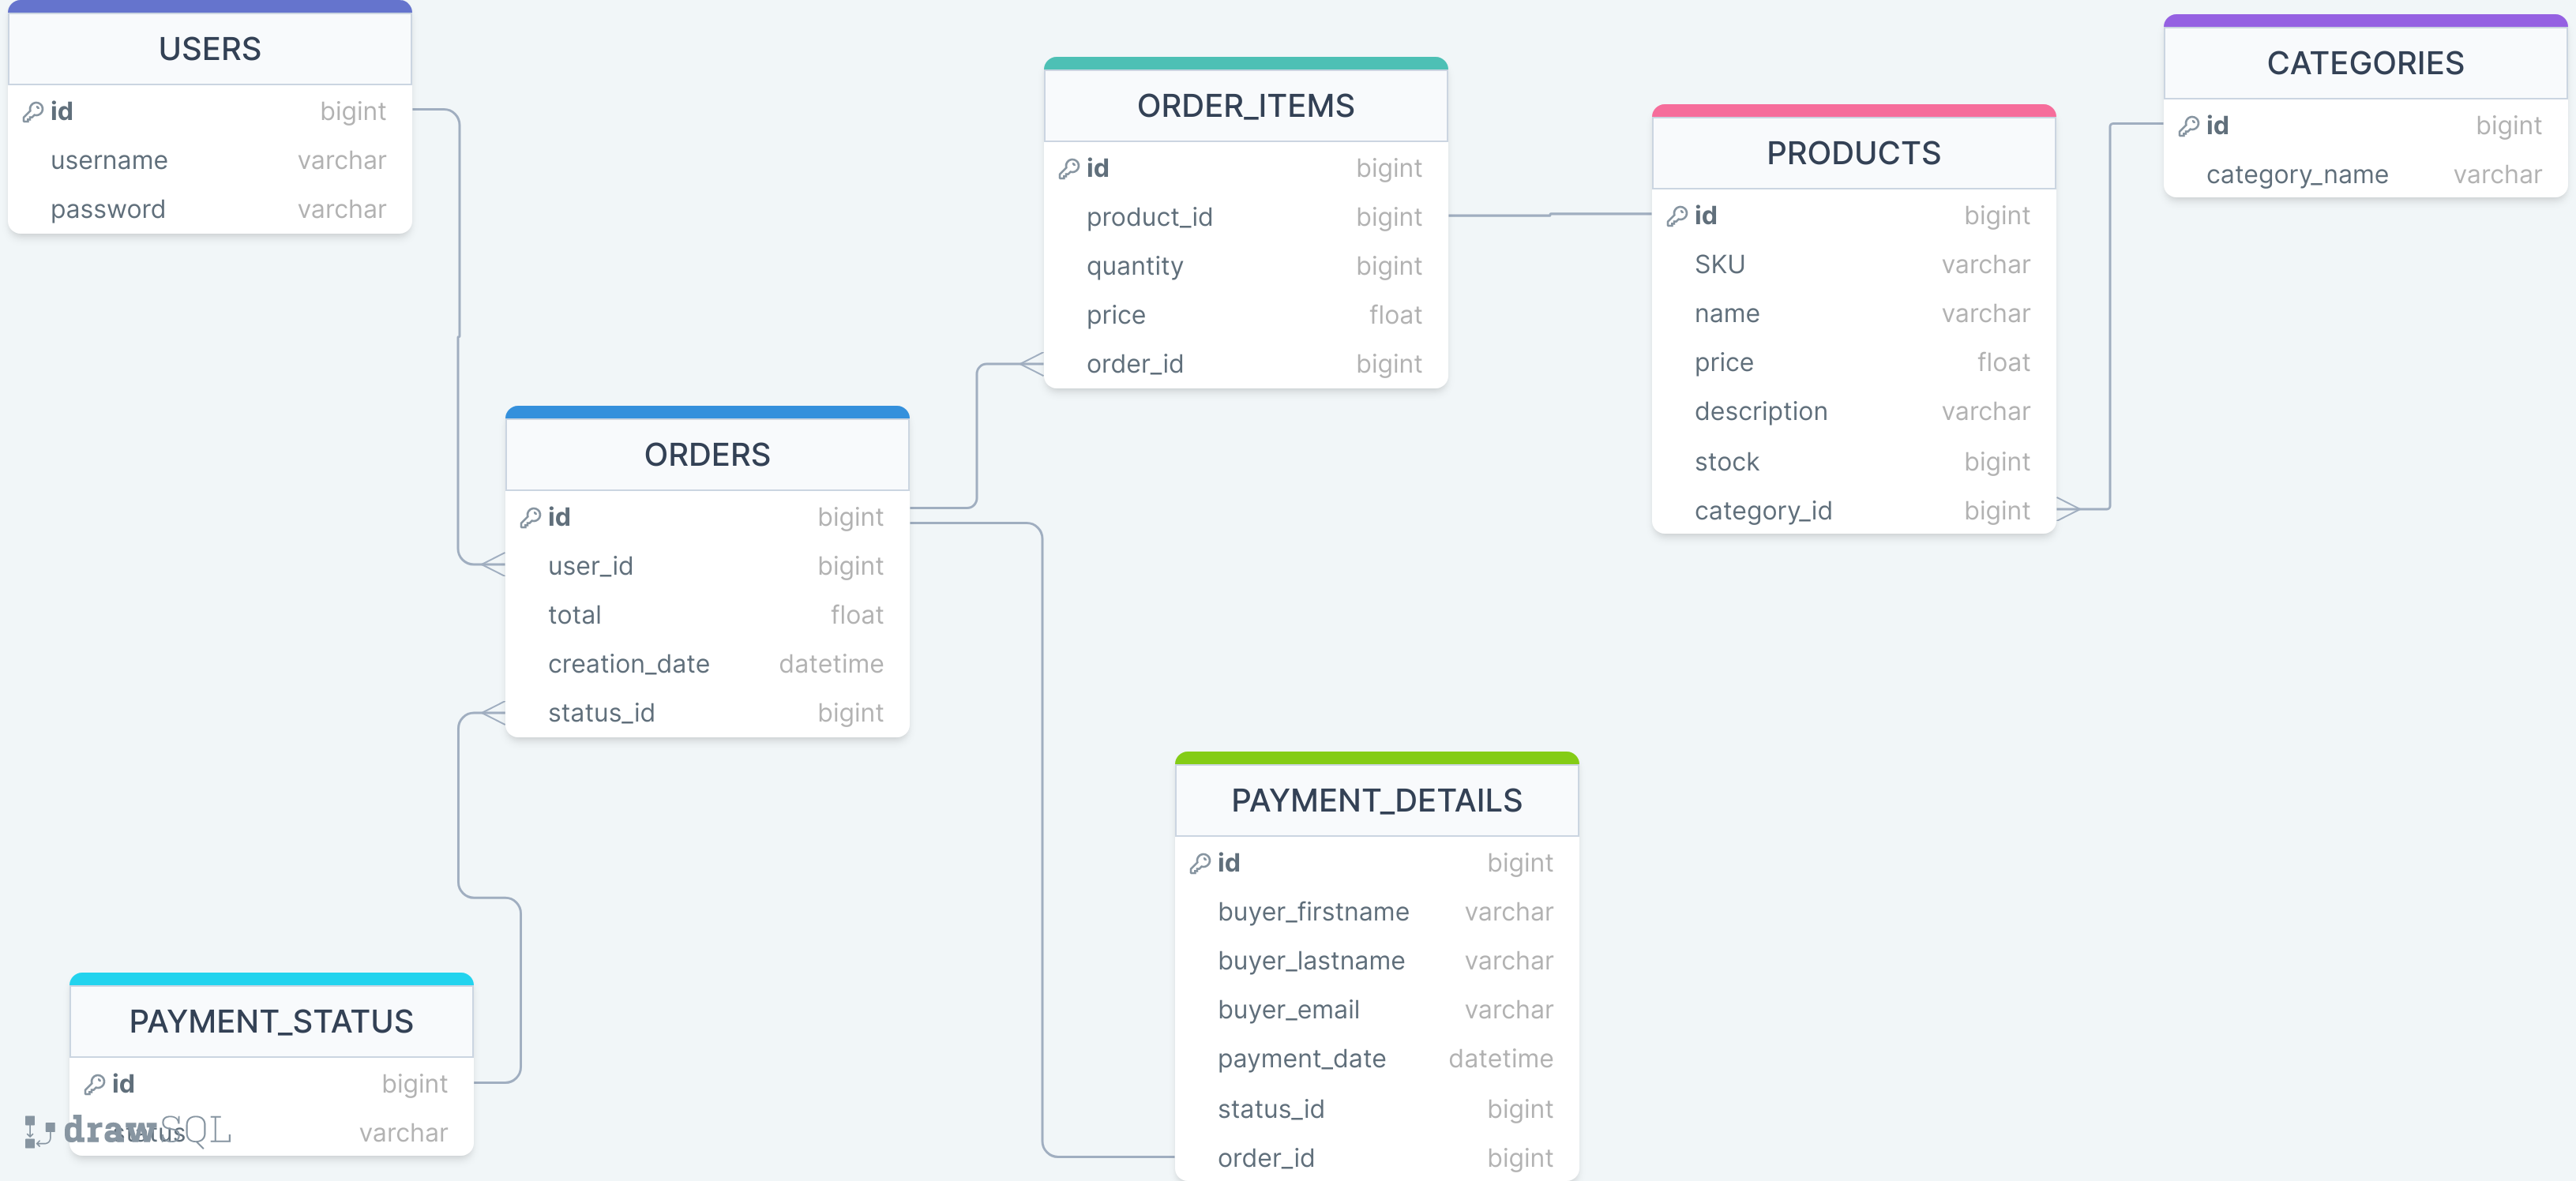 USERS
id bigint
username varchar
password varchar
ORDER_ITEMS
id bigint
product_id bigint
quantity bigint
price float
order_id bigint
PRODUCTS
id bigint
SKU varchar
name varchar
price float
description varchar
stock bigint
category_id bigint
CATEGORIES
id bigint
category_name varchar
ORDERS
id bigint
user_id bigint
total float
creation_date datetime
status_id bigint
PAYMENT_DETAILS
id bigint
buyer_firstname varchar
buyer_lastname varchar
buyer_email varchar
payment_date datetime
status_id bigint
order_id bigint
PAYMENT_STATUS
id bigint
status varchar
drawSQL